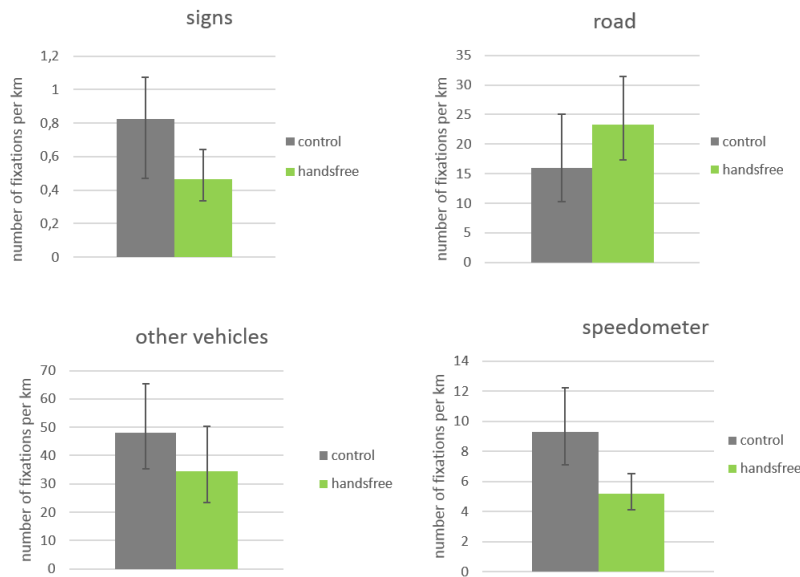 signs
number of fixations per km
1,2
1
0,8
0,6
0,4
0,2
0
control
handsfree
road
number of fixations per km
35
30
25
20
15
10
5
0
control
handsfree
other vehicles
number of fixations per km
70
60
50
40
30
20
10
0
control
handsfree
speedometer
number of fixations per km
14
12
10
8
6
4
2
0
control
handsfree